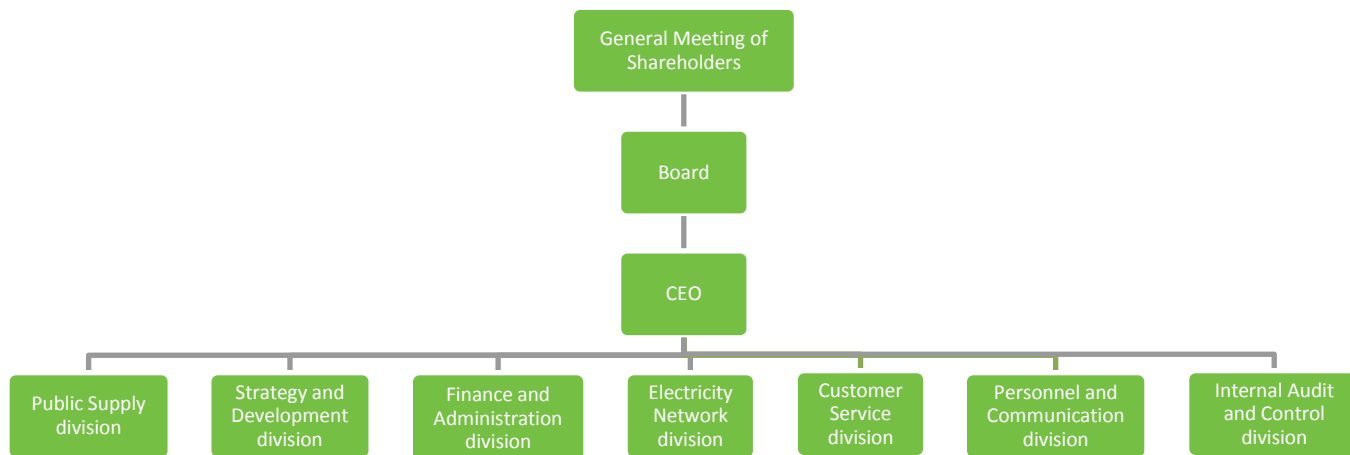 General Meeting of
Shareholders
Board
CEO
Public Supply
division
Strategy and
Development
division
Finance and
Administration
division
Electricity
Network
division
Customer
Service
division
Personnel and
Communication
division
Internal Audit
and Control
division